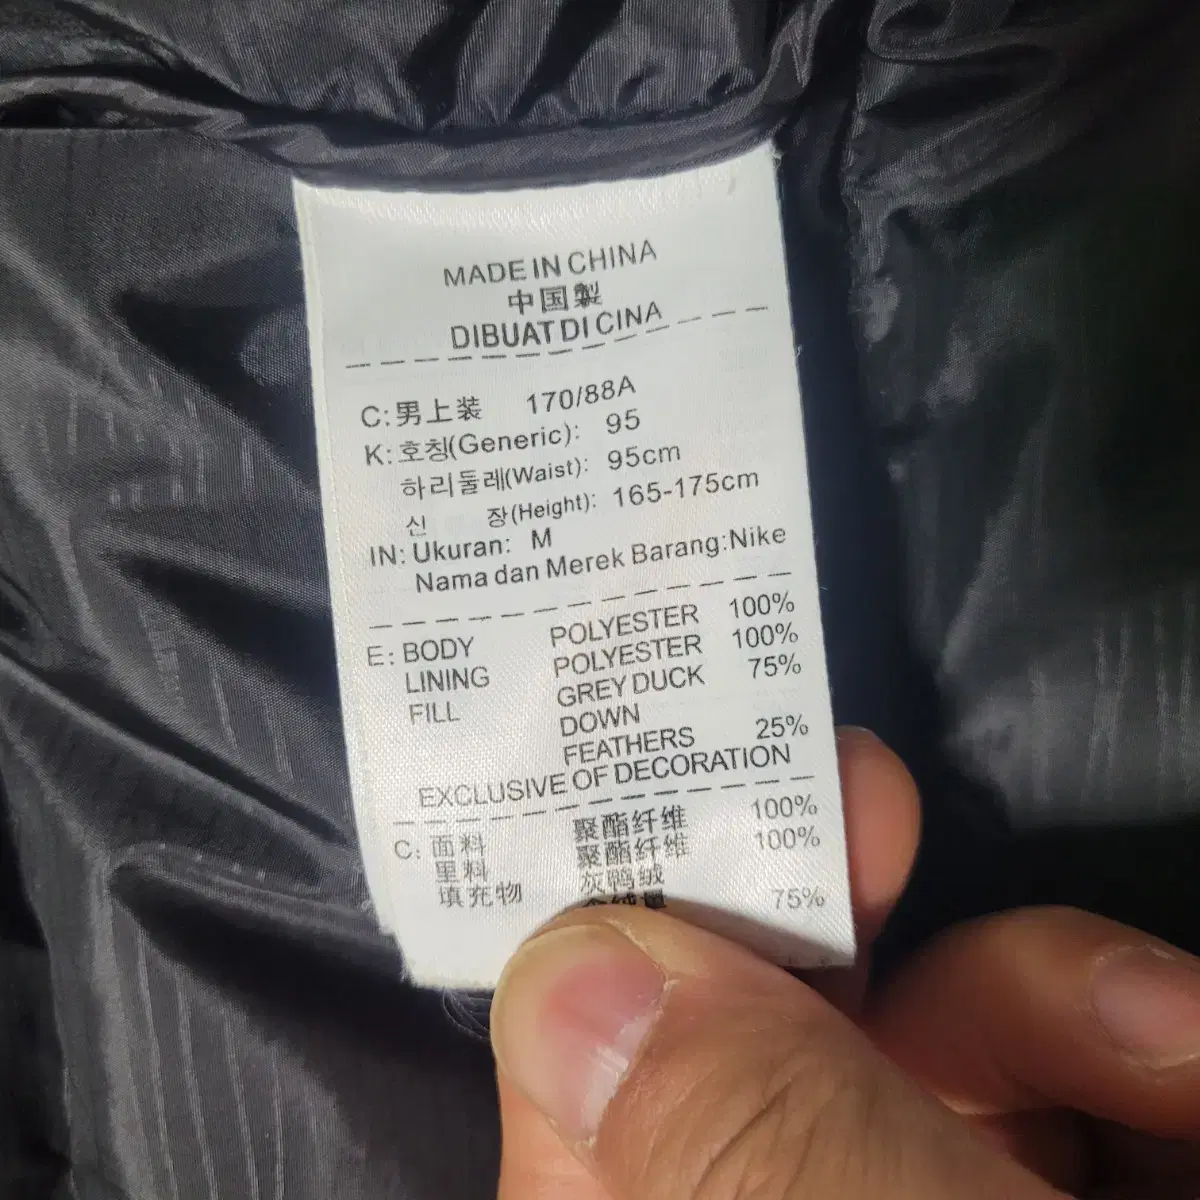 MADE IN CHINA
中国製
DIBUAT DI CINA
C: 男上装 170/88A
K: 호칭(Generic): 95
하리둘레(Waist): 95cm
신 장(Height): 165-175cm
IN: Ukuran: M
Nama dan Merek Barang:Nike
E: BODY POLYESTER 100%
LINING POLYESTER 100%
FILL GREY DUCK 75%
DOWN
FEATHERS 25%
EXCLUSIVE OF DECORATION
C: 面料 聚酯纤维 100%
里料 聚酯纤维 100%
填充物 灰鸭绒
绒量 75%